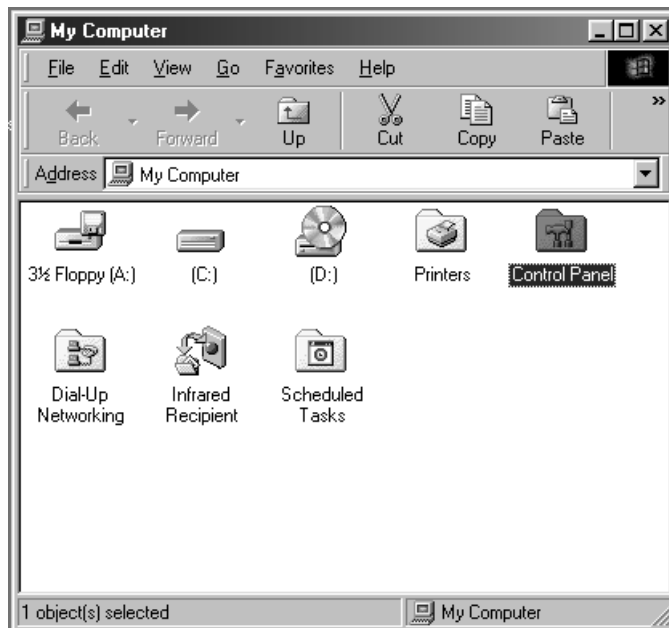 My Computer
File Edit View Go Favorites Help
»
Back Forward Up Cut Copy Paste
Address My Computer
3½ Floppy (A:) (C:) (D:) Printers Control Panel
Dial-Up Infrared Scheduled
Networking Recipient Tasks
1 object(s) selected My Computer